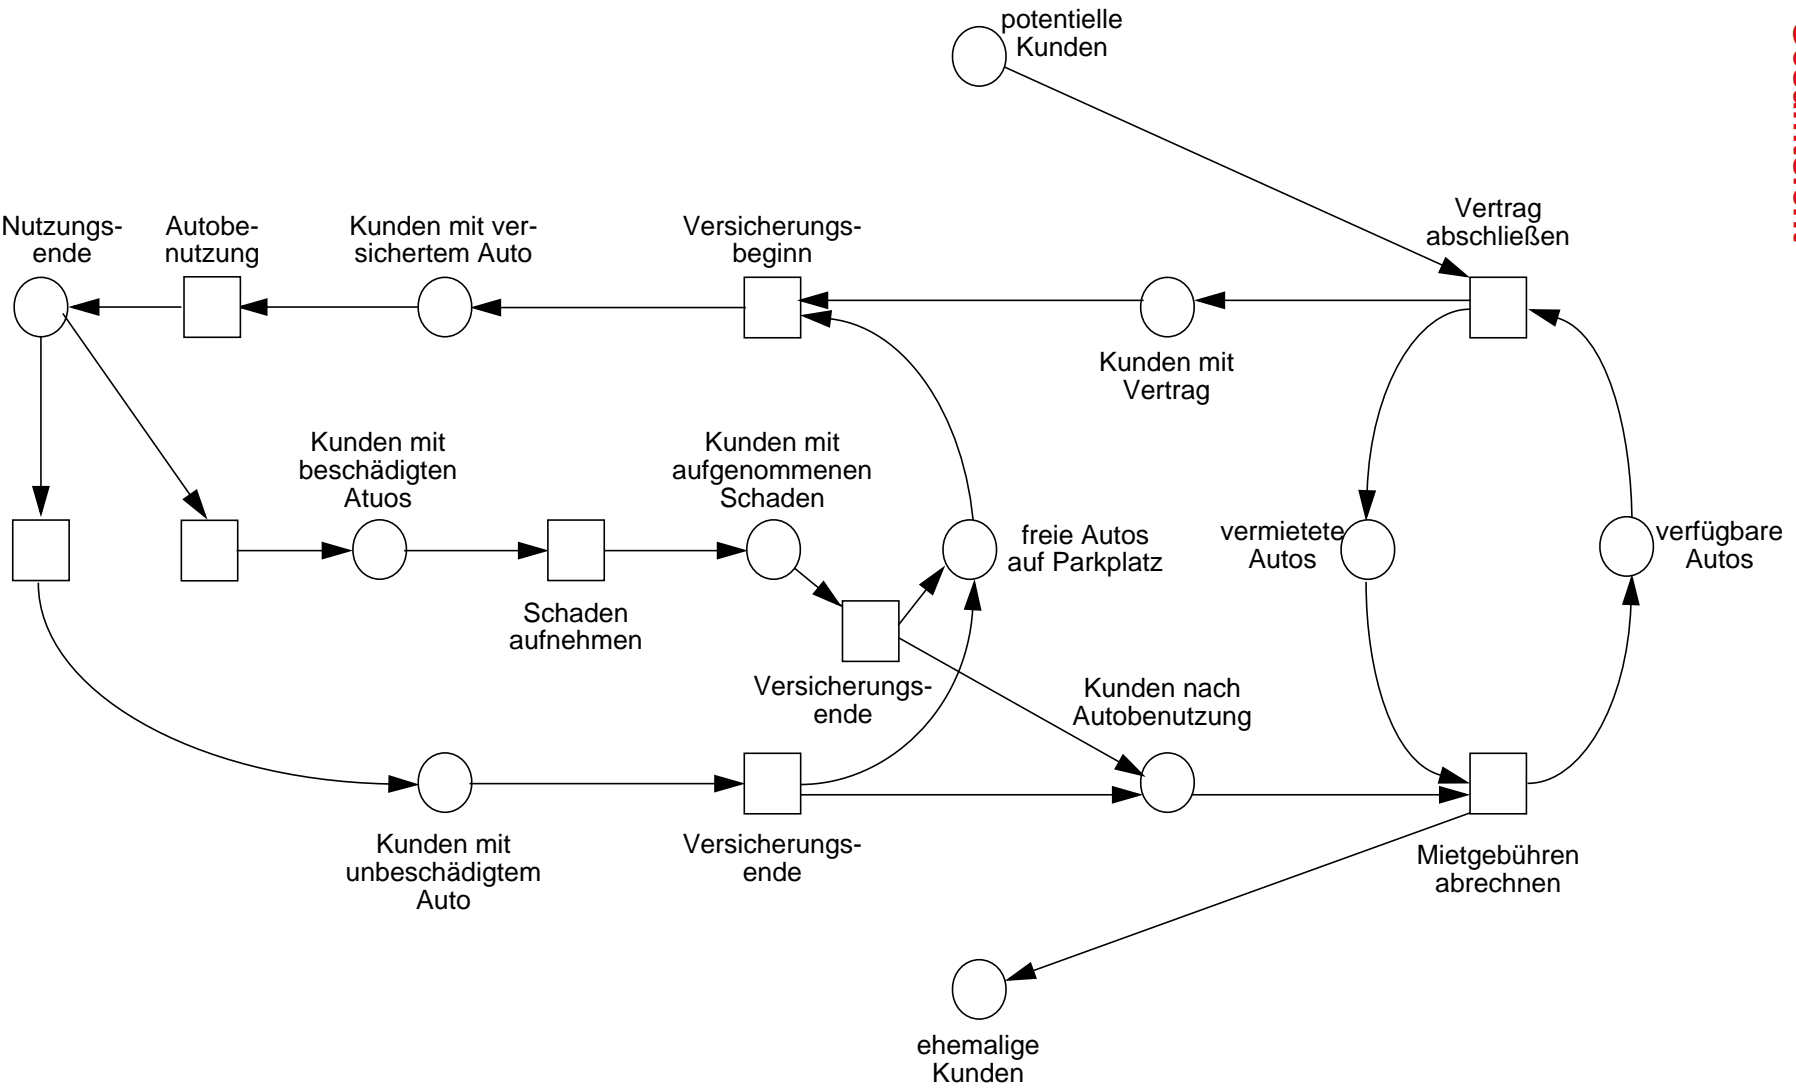 potentielle
Kunden
Vertrag
abschließen
Nutzungs-
ende
Autobe-
nutzung
Kunden mit ver-
sichertem Auto
Versicherungs-
beginn
Kunden mit
Vertrag
Kunden mit
beschädigten
Atuos
Kunden mit
aufgenommenen
Schaden
freie Autos
auf Parkplatz
vermietete
Autos
verfügbare
Autos
Schaden
aufnehmen
Versicherungs-
ende
Kunden nach
Autobenutzung
Kunden mit
unbeschädigtem
Auto
Versicherungs-
ende
Mietgebühren
abrechnen
ehemalige
Kunden